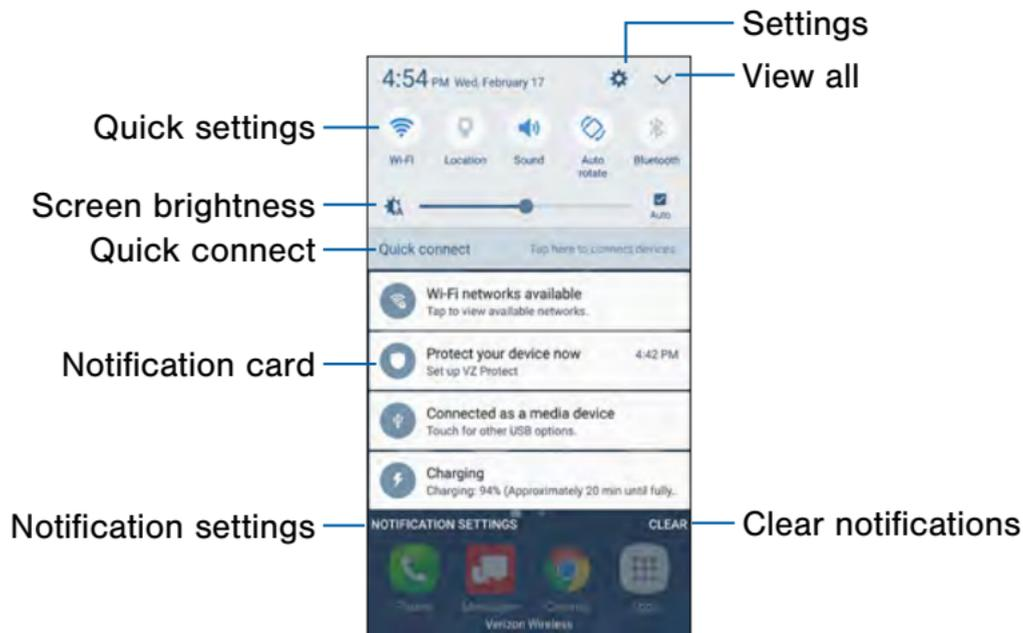 Settings
View all
4:54 PM Wed, February 17
Quick settings
Wi-Fi
Location
Sound
Auto rotate
Bluetooth
Screen brightness
Auto
Quick connect
Quick connect
Tap here to connect devices.
Wi-Fi networks available
Tap to view available networks.
Notification card
Protect your device now
4:42 PM
Set up VZ Protect
Connected as a media device
Touch for other USB options.
Charging
Charging: 94% (Approximately 20 min until fully..
Notification settings
NOTIFICATION SETTINGS
CLEAR
Clear notifications
Phone
Apps
Verizon Wireless